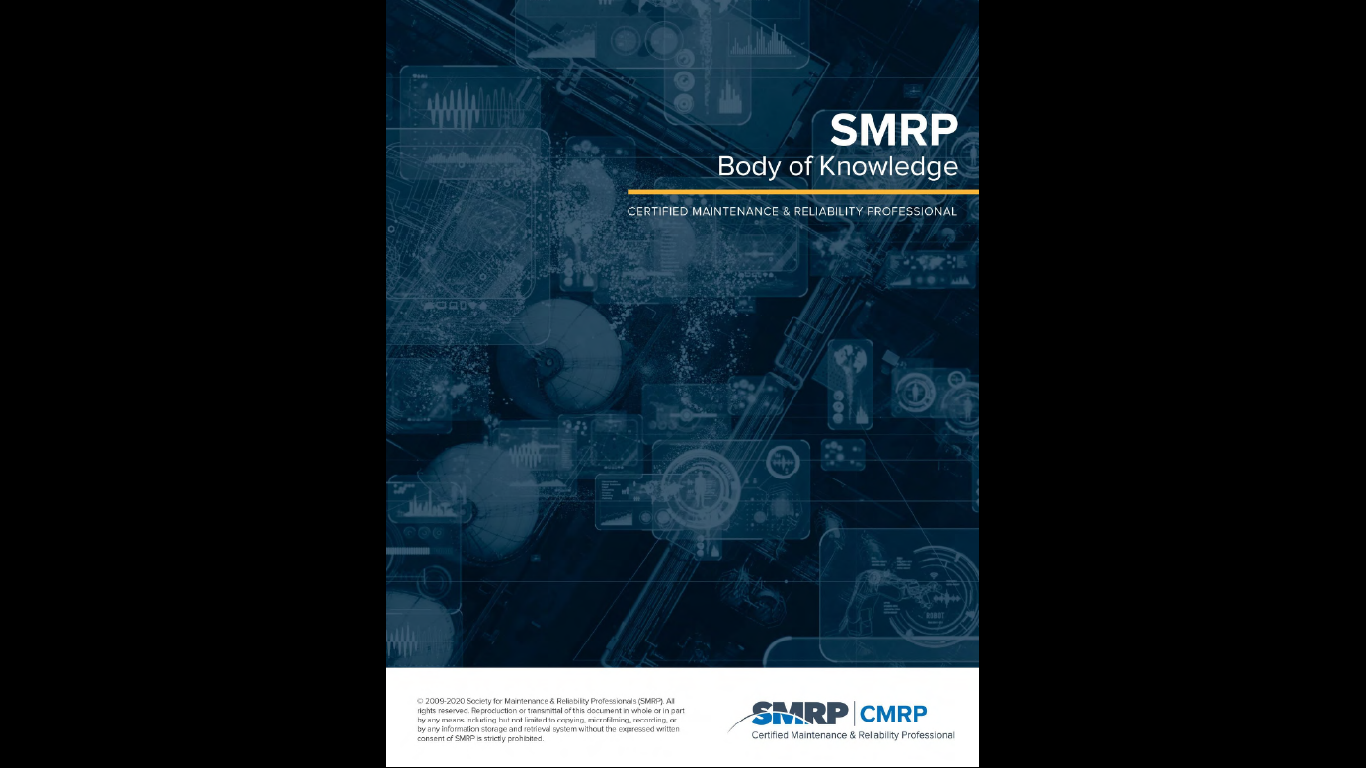 SMRP
Body of Knowledge
CERTIFIED MAINTENANCE & RELIABILITY PROFESSIONAL
ROBOT
© 2009-2020 Society for Maintenance & Reliability Professionals (SMRP). All
rights reserved. Reproduction or transmittal of this document in whole or in part
by any means including but not limited to copying, microfilming, recording, or
by any information storage and retrieval system without the expressed written
consent of SMRP is strictly prohibited.
SMRP CMRP
Certified Maintenance & Reliability Professional